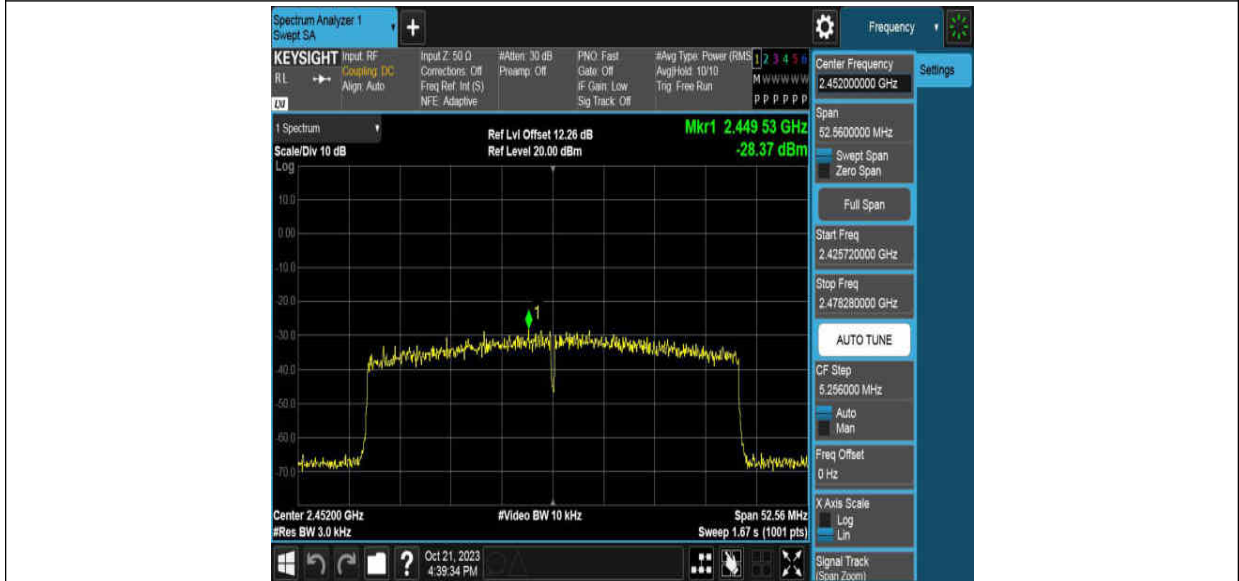 Spectrum Analyzer 1
Swept SA
+
Frequency
KEYSIGHT
RL
LV
Input: RF
Coupling: DC
Align: Auto
Input Z: 50 Ω
Corrections: Off
Freq Ref: Int (S)
NFE: Adaptive
#Atten: 30 dB
Preamp: Off
PNO: Fast
Gate: Off
IF Gain: Low
Sig Track: Off
#Avg Type: Power (RMS
Avg|Hold: 10/10
Trig: Free Run
1 2 3 4 5 6
M W W W W W
P P P P P P
1 Spectrum
Scale/Div 10 dB
Ref Lvl Offset 12.26 dB
Ref Level 20.00 dBm
Mkr1 2.449 53 GHz
-28.37 dBm
Log
10.0
0.00
-10.0
-20.0
-30.0
-40.0
-50.0
-60.0
-70.0
1
Center 2.45200 GHz
#Res BW 3.0 kHz
#Video BW 10 kHz
Span 52.56 MHz
Sweep 1.67 s (1001 pts)
?
Oct 21, 2023
4:39:34 PM
Center Frequency
2.452000000 GHz
Span
52.5600000 MHz
Swept Span
Zero Span
Full Span
Start Freq
2.425720000 GHz
Stop Freq
2.478280000 GHz
AUTO TUNE
CF Step
5.256000 MHz
Auto
Man
Freq Offset
0 Hz
X Axis Scale
Log
Lin
Signal Track
(Span Zoom)
Settings